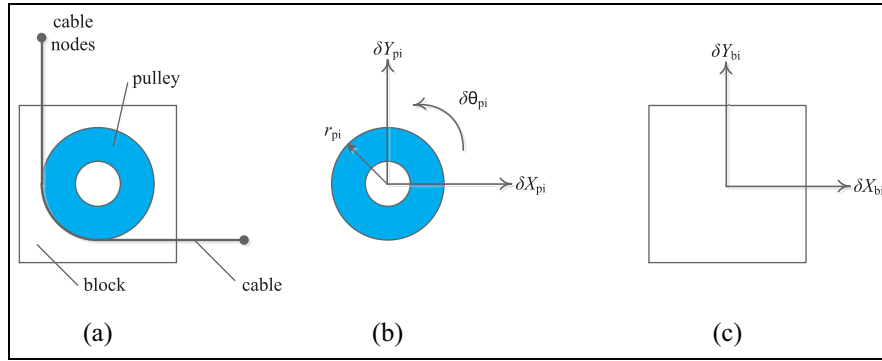 cable
nodes
pulley
block
cable
(a)
δY_pi
δθ_pi
r_pi
δX_pi
(b)
δY_bi
δX_bi
(c)